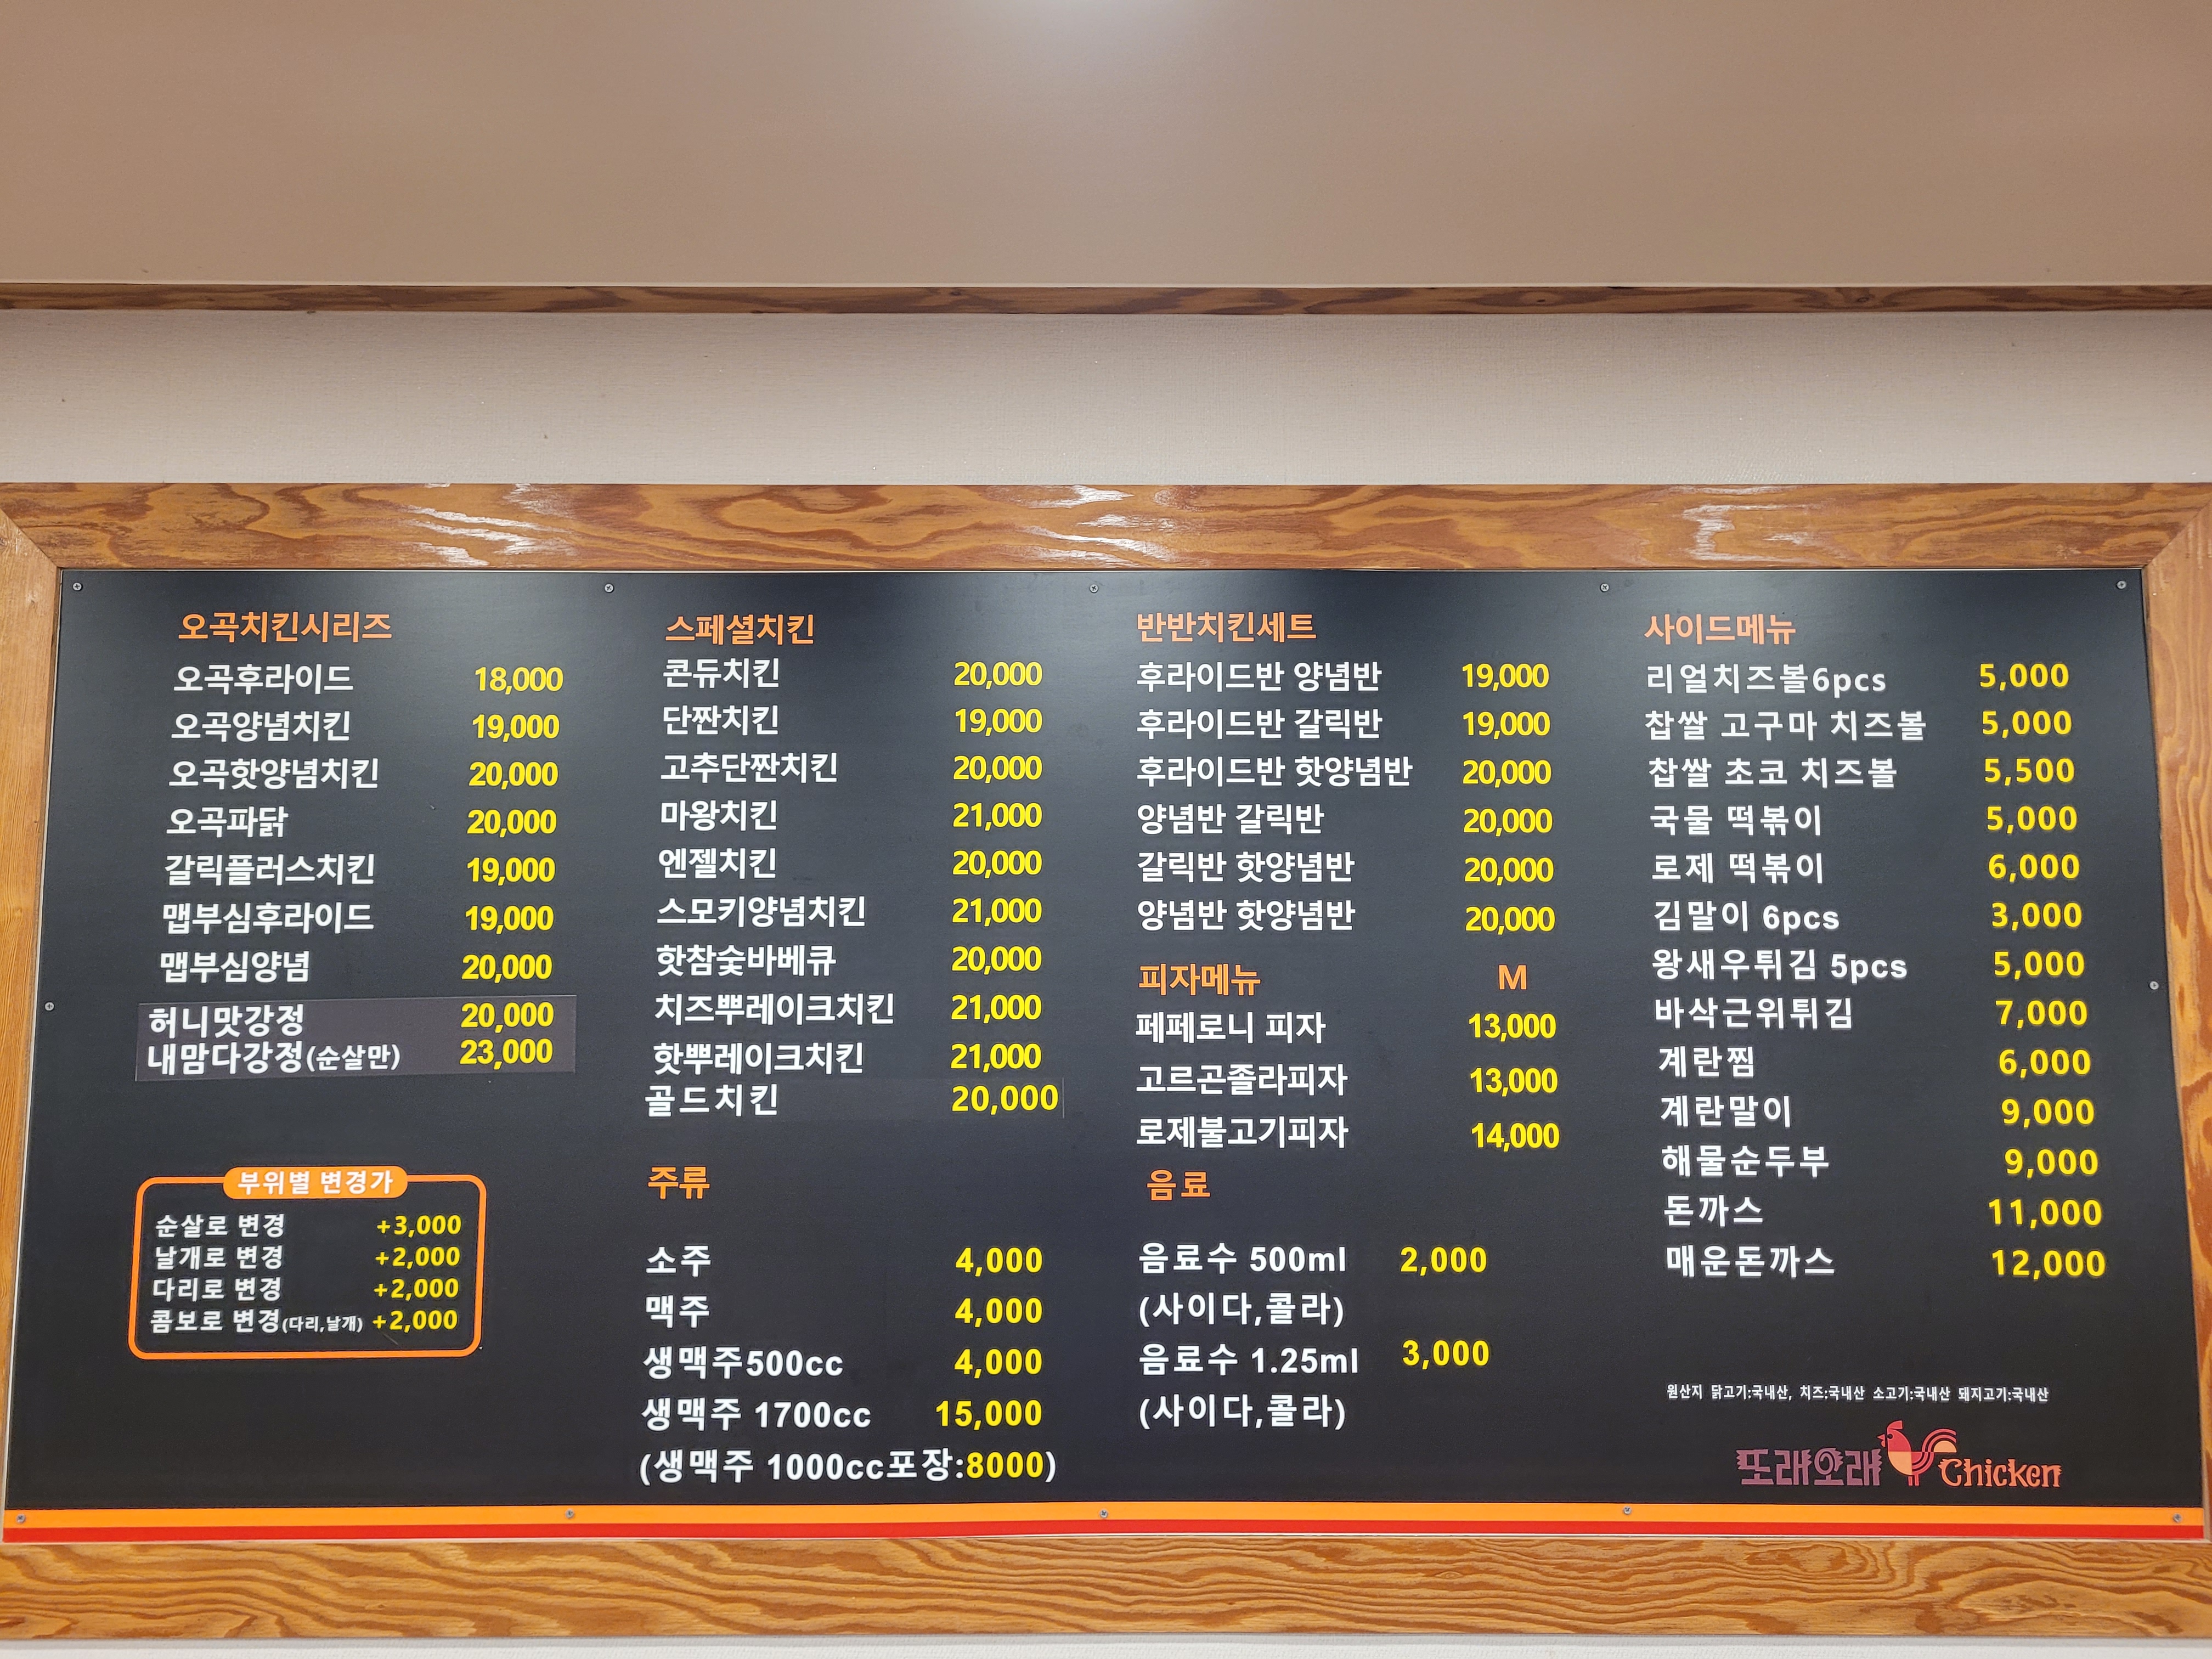 오곡치킨시리즈
오곡후라이드 18,000
오곡양념치킨 19,000
오곡핫양념치킨 20,000
오곡파닭 20,000
갈릭플러스치킨 19,000
맵부심후라이드 19,000
맵부심양념 20,000
허니맛강정 20,000
내맘다강정(순살만) 23,000
부위별 변경가
순살로 변경 +3,000
날개로 변경 +2,000
다리로 변경 +2,000
콤보로 변경(다리,날개) +2,000
스페셜치킨
콘듀치킨 20,000
단짠치킨 19,000
고추단짠치킨 20,000
마왕치킨 21,000
엔젤치킨 20,000
스모키양념치킨 21,000
핫참숯바베큐 20,000
치즈뿌레이크치킨 21,000
핫뿌레이크치킨 21,000
골드치킨 20,000
주류
소주 4,000
맥주 4,000
생맥주500cc 4,000
생맥주 1700cc 15,000
(생맥주 1000cc포장:8000)
반반치킨세트
후라이드반 양념반 19,000
후라이드반 갈릭반 19,000
후라이드반 핫양념반 20,000
양념반 갈릭반 20,000
갈릭반 핫양념반 20,000
양념반 핫양념반 20,000
피자메뉴 M
페페로니 피자 13,000
고르곤졸라피자 13,000
로제불고기피자 14,000
음료
음료수 500ml 2,000
(사이다,콜라)
음료수 1.25ml 3,000
(사이다,콜라)
사이드메뉴
리얼치즈볼6pcs 5,000
찹쌀 고구마 치즈볼 5,000
찹쌀 초코 치즈볼 5,500
국물 떡볶이 5,000
로제 떡볶이 6,000
김말이 6pcs 3,000
왕새우튀김 5pcs 5,000
바삭근위튀김 7,000
계란찜 6,000
계란말이 9,000
해물순두부 9,000
돈까스 11,000
매운돈까스 12,000
원산지 닭고기:국내산, 치즈:국내산 소고기:국내산 돼지고기:국내산
또래오래 Chicken